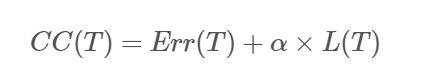 CC(T) = Err(T) + α × L(T)